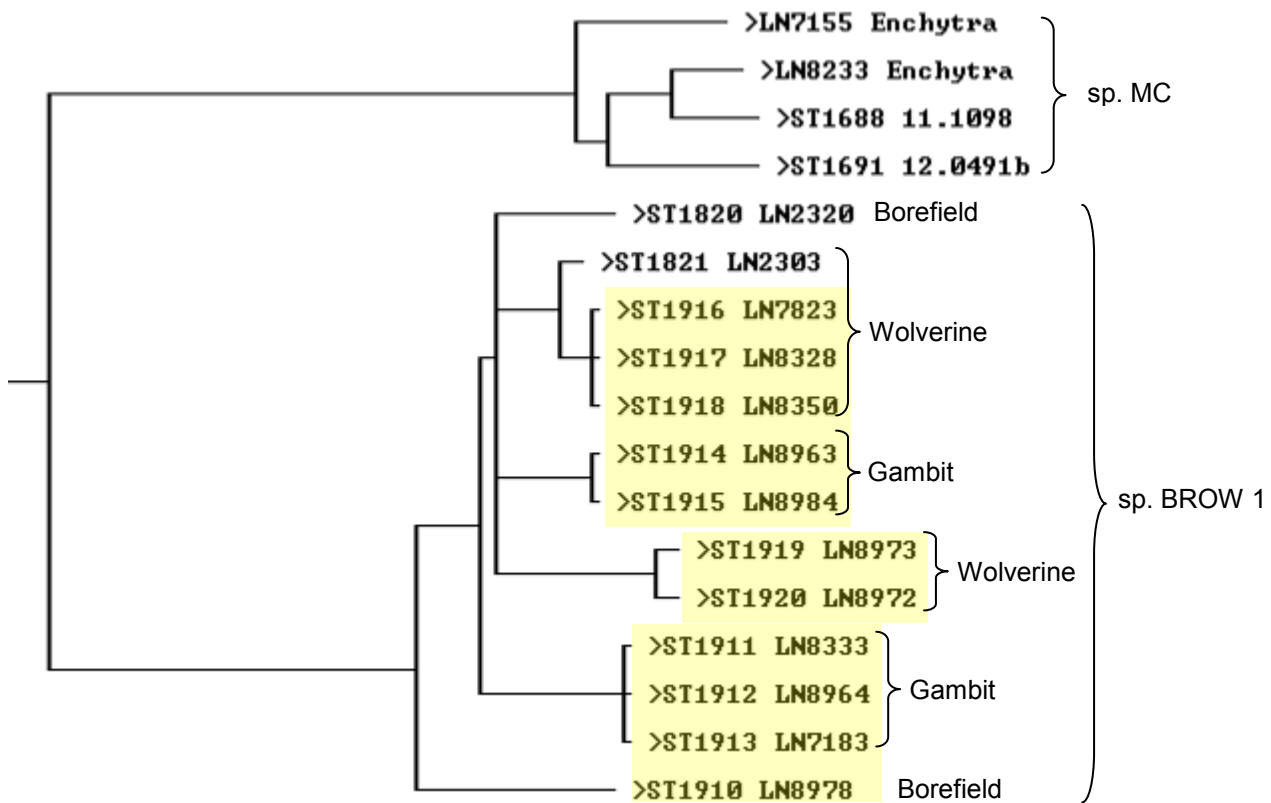 >LN7155 Enchytra
>LN8233 Enchytra
sp. MC
>ST1688 11.1098
>ST1691 12.0491b
>ST1820 LN2320 Borefield
>ST1821 LN2303
>ST1916 LN7823
Wolverine
>ST1917 LN8328
>ST1918 LN8350
>ST1914 LN8963
Gambit
>ST1915 LN8984
sp. BROW 1
>ST1919 LN8973
Wolverine
>ST1920 LN8972
>ST1911 LN8333
>ST1912 LN8964
Gambit
>ST1913 LN7183
>ST1910 LN8978 Borefield